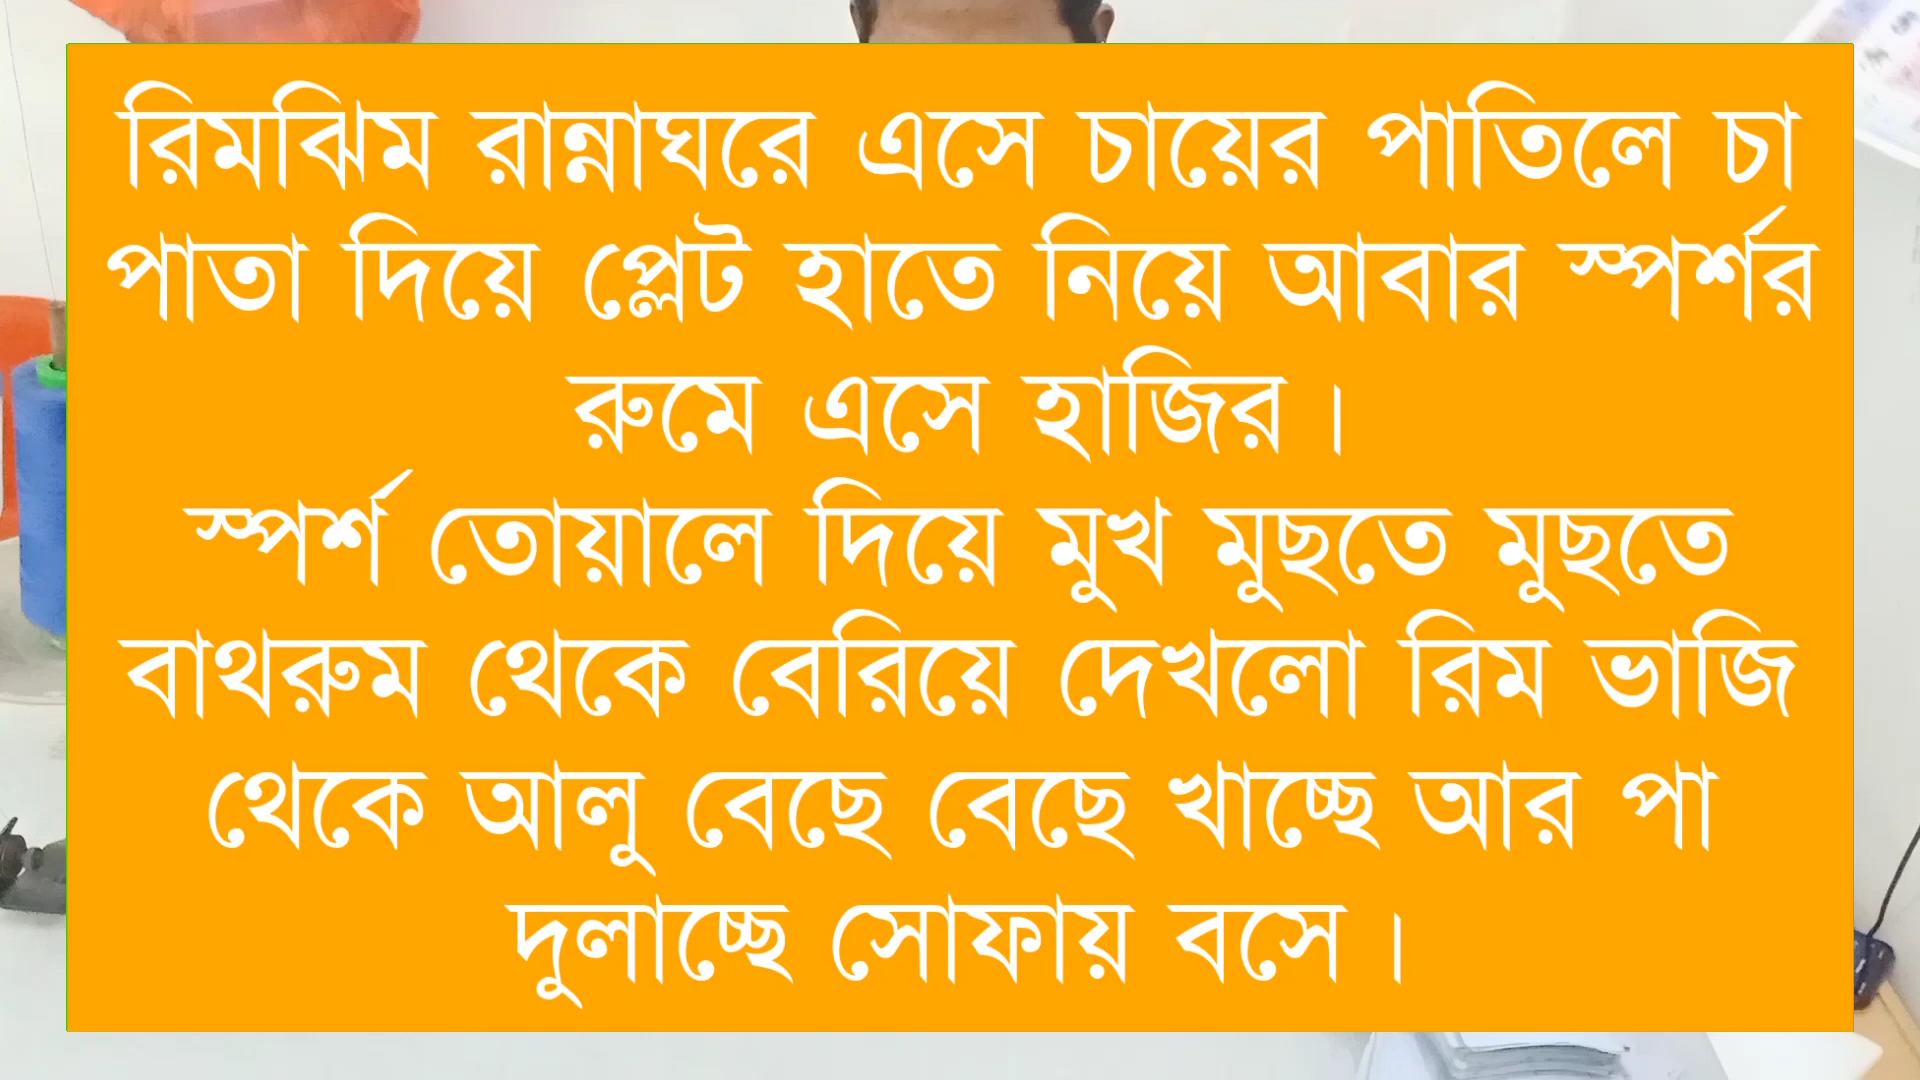 রিমঝিম রান্নাঘরে এসে চায়ের পাতিলে চা
পাতা দিয়ে প্লেট হাতে নিয়ে আবার স্পর্শর
রুমে এসে হাজির।
স্পর্শ তোয়ালে দিয়ে মুখ মুছতে মুছতে
বাথরুম থেকে বেরিয়ে দেখলো রিম ভাজি
থেকে আলু বেছে বেছে খাচ্ছে আর পা
দুলাচ্ছে সোফায় বসে।